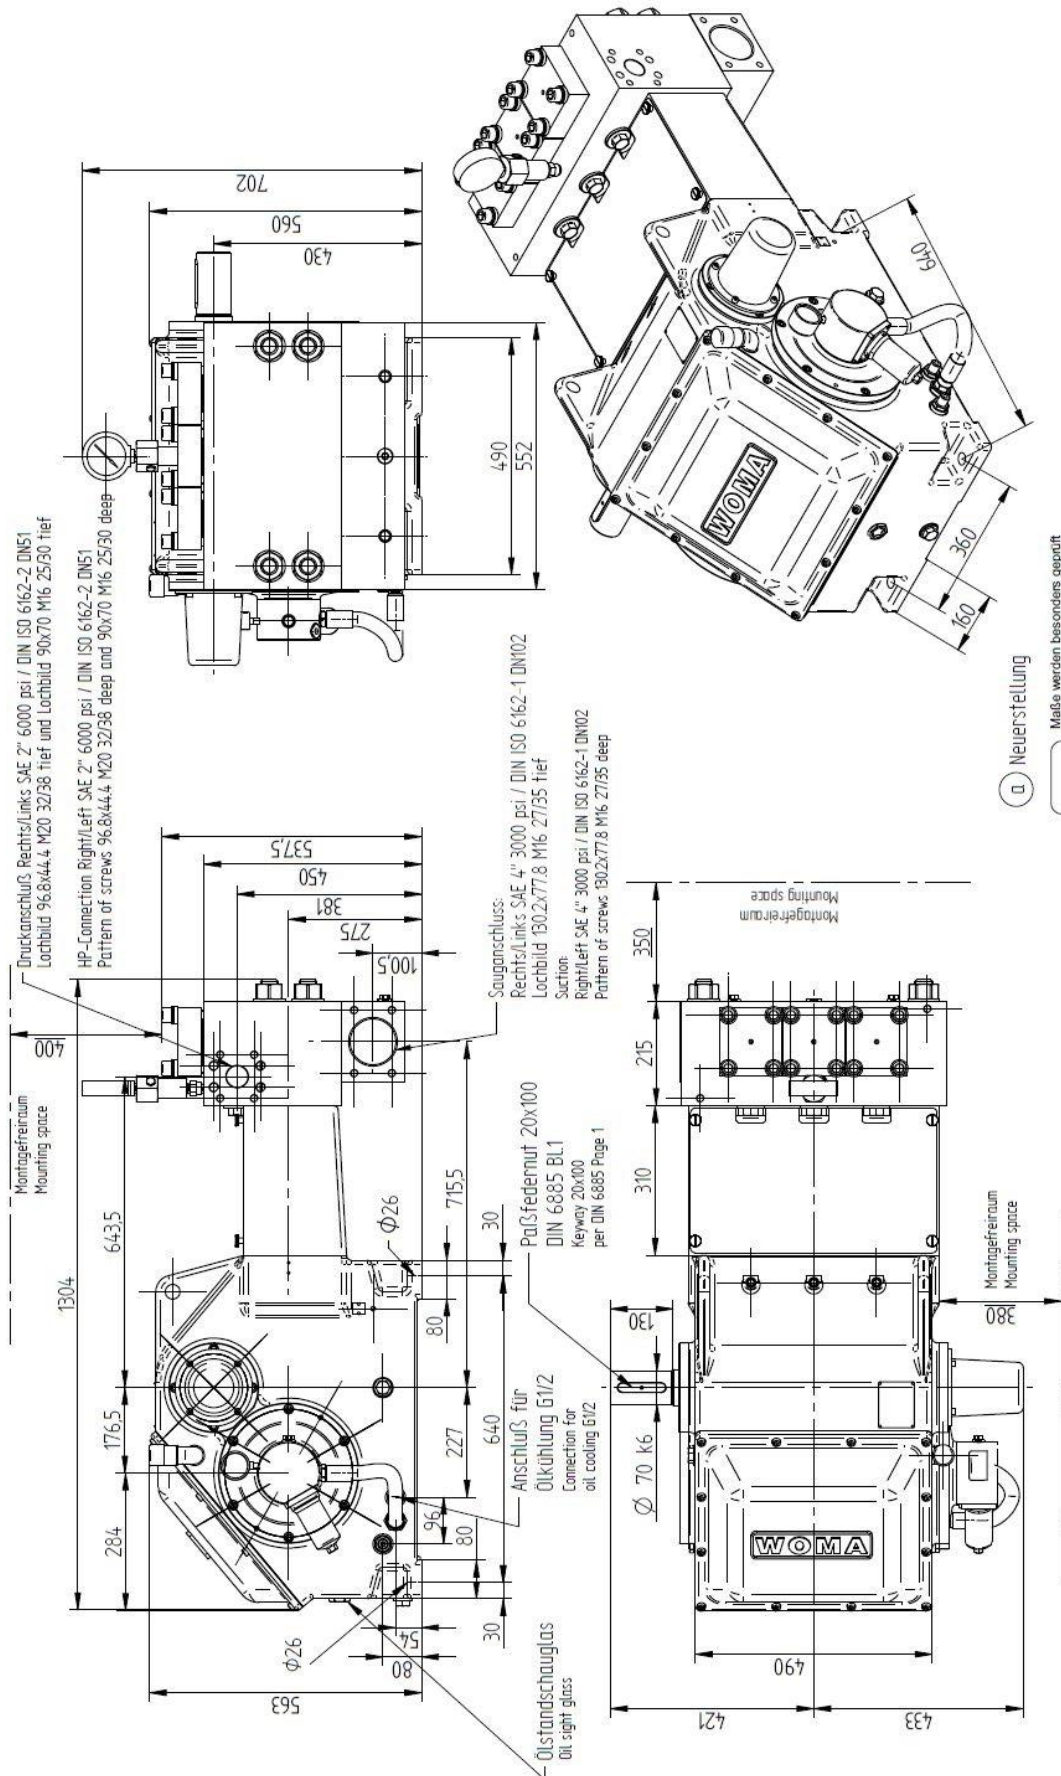 Druckanschluß Rechts/Links SAE 2" 6000 psi / DIN ISO 6162-2 DN51
Lochbild 96.8x44.4 M20 32/38 tief und Lochbild 90x70 M16 25/30 tief
HP-Connection Right/Left SAE 2" 6000 psi / DIN ISO 6162-2 DN51
Pattern of screws 96.8x44.4 M20 32/38 deep and 90x70 M16 25/30 deep
Montagefreiraum
Mounting space
400
1304
643,5
176,5
284
537,5
450
381
275
100,5
Sauganschluss:
Rechts/Links SAE 4" 3000 psi / DIN ISO 6162-1 DN102
Lochbild 130.2x77.8 M16 27/35 tief
Suction:
Right/Left SAE 4" 3000 psi / DIN ISO 6162-1 DN102
Pattern of screws 130.2x77.8 M16 27/35 deep
715,5
30
ϕ26
80
227
640
96
80
30
54
80
ϕ26
563
Anschluß für
Ölkühlung G1/2
Connection for
oil cooling G1/2
Ölstandschauglas
Oil sight glass
702
560
430
490
552
Paßfedernut 20x100
DIN 6885 Bl.1
Keyway 20x100
per DIN 6885 Page 1
130
Ø 70 k6
310
215
350
Montagefreiraum
Mounting space
Montagefreiraum
Mounting space
380
WOMA
490
421
433
WOMA
640
360
160
a Neuerstellung
Maße werden besonders geprüft